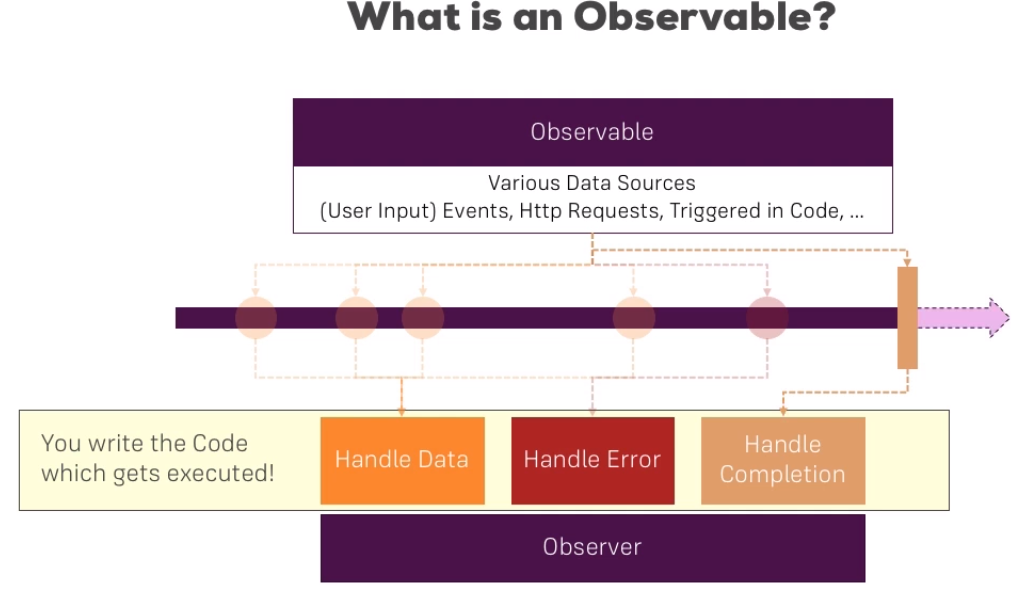 What is an Observable?
Observable
Various Data Sources
(User Input) Events, Http Requests, Triggered in Code, ...
You write the Code
which gets executed!
Handle Data
Handle Error
Handle
Completion
Observer